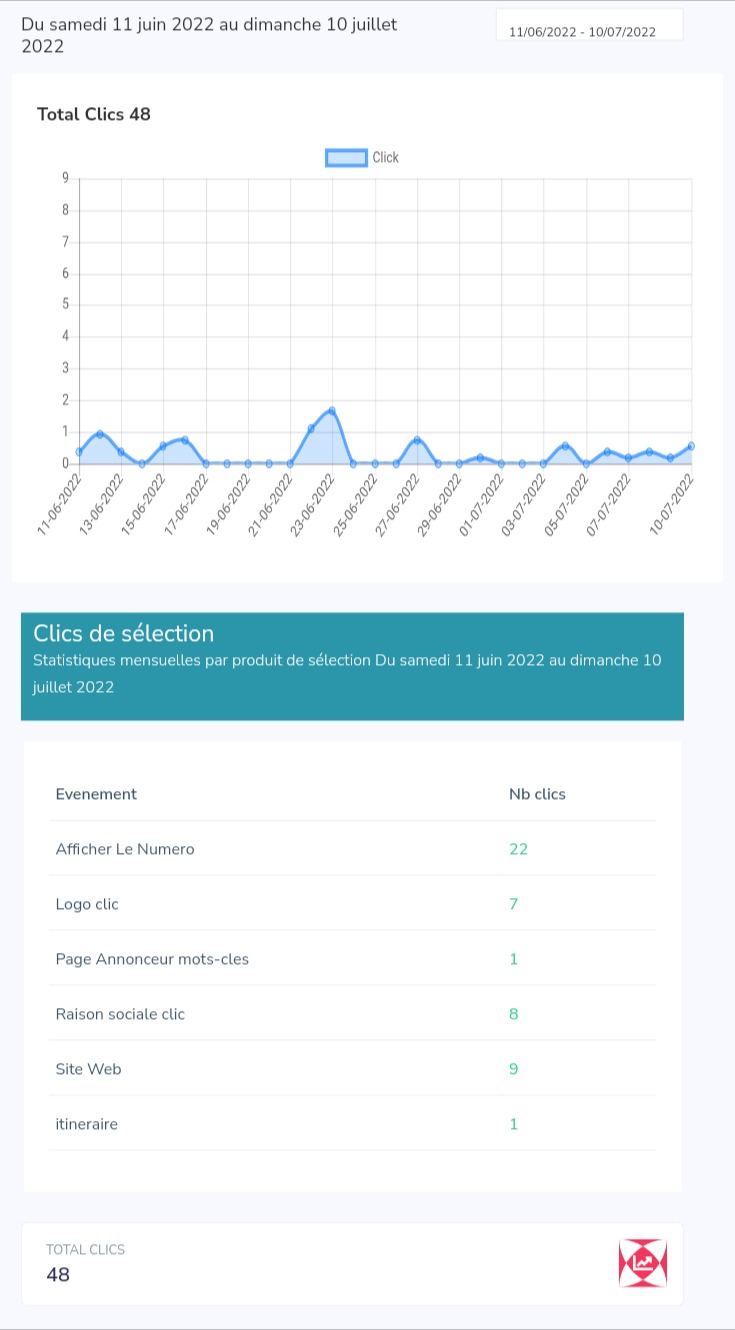 Du samedi 11 juin 2022 au dimanche 10 juillet
2022
11/06/2022 - 10/07/2022
Total Clics 48
Click
9
8
7
6
5
4
3
2
1
0
11-06-2022
13-06-2022
15-06-2022
17-06-2022
19-06-2022
21-06-2022
23-06-2022
25-06-2022
27-06-2022
29-06-2022
01-07-2022
03-07-2022
05-07-2022
07-07-2022
10-07-2022
Clics de sélection
Statistiques mensuelles par produit de sélection Du samedi 11 juin 2022 au dimanche 10
juillet 2022
Evenement Nb clics
Afficher Le Numero 22
Logo clic 7
Page Annonceur mots-cles 1
Raison sociale clic 8
Site Web 9
itineraire 1
TOTAL CLICS
48